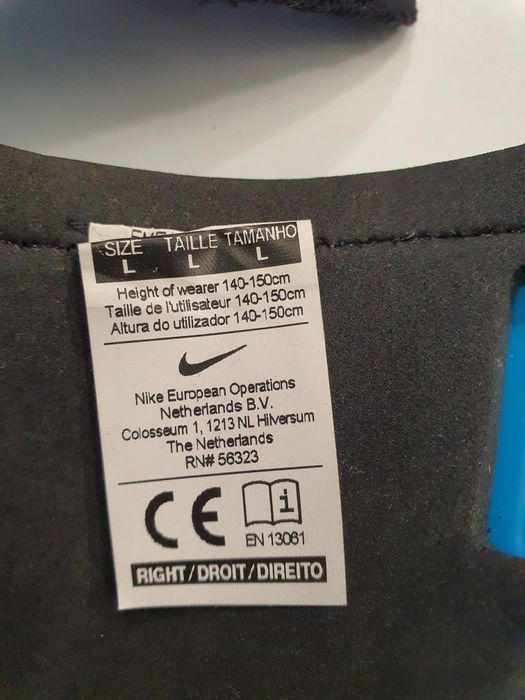 SIZE TAILLE TAMANHO
L L L
Height of wearer 140-150cm
Taille de l'utilisateur 140-150cm
Altura do utilizador 140-150cm
Nike European Operations
Netherlands B.V.
Colosseum 1, 1213 NL Hilversum
The Netherlands
RN# 56323
CE i
EN 13061
RIGHT/DROIT/DIREITO